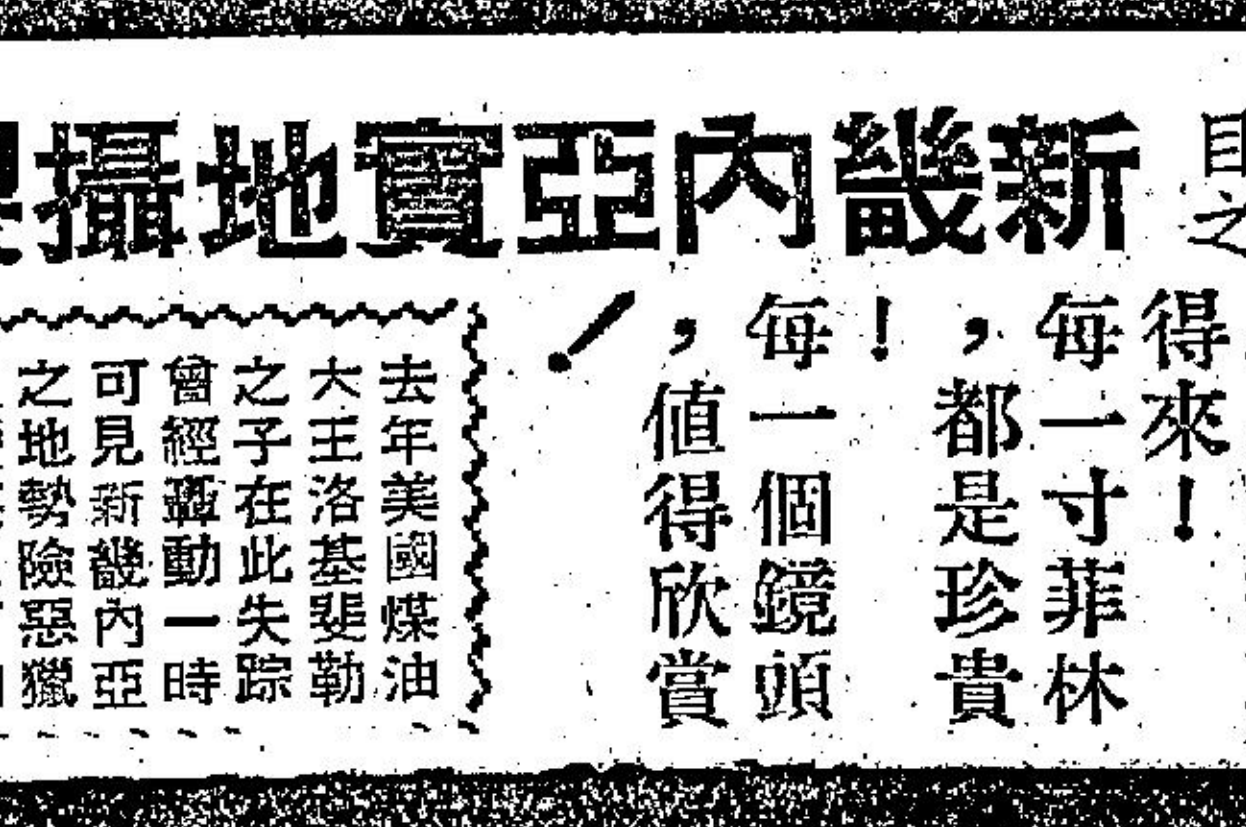 目之
新畿內亞實地攝
得來！
每一寸菲林
，都是珍貴
！
每一個鏡頭
，値得欣賞
！
去年美國煤油
大王洛基斐勒
之子在此失踪
曾經轟動一時
可見新畿內亞
之地勢險惡獵